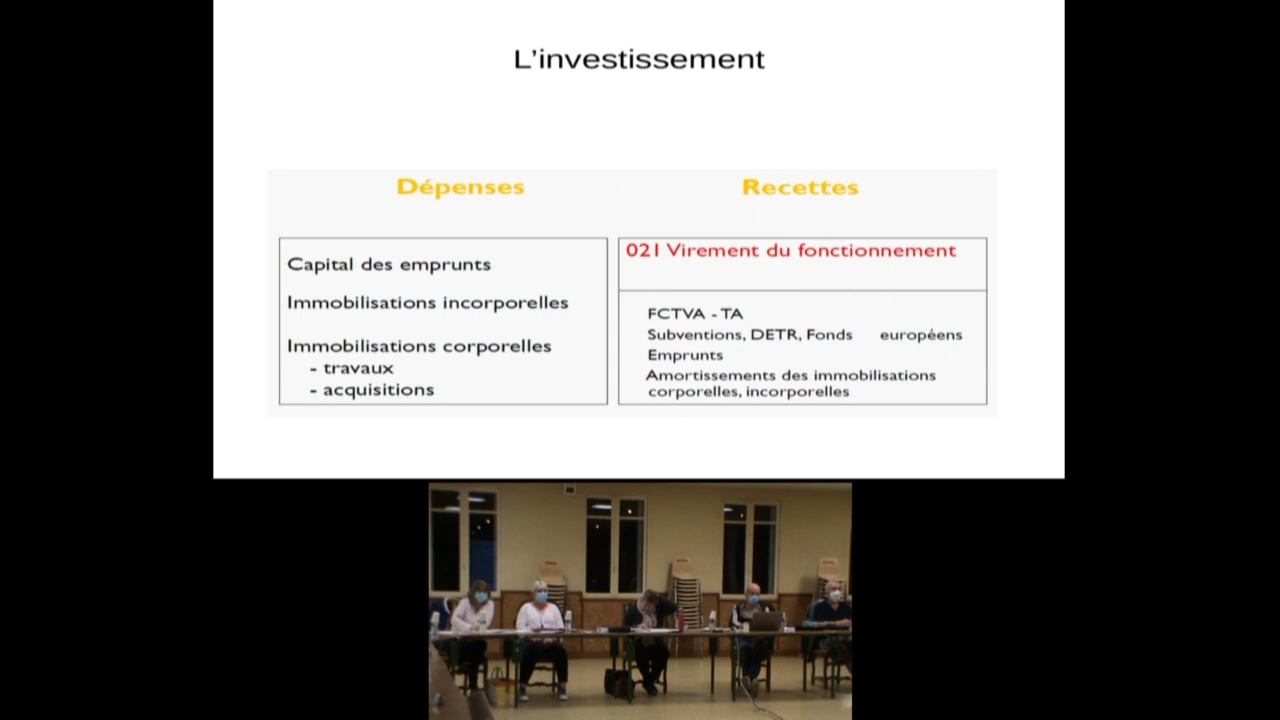 L'investissement
Dépenses
Recettes
Capital des emprunts
Immobilisations incorporelles
Immobilisations corporelles
- travaux
- acquisitions
021 Virement du fonctionnement
FCTVA - TA
Subventions, DETR, Fonds européens
Emprunts
Amortissements des immobilisations
corporelles, incorporelles